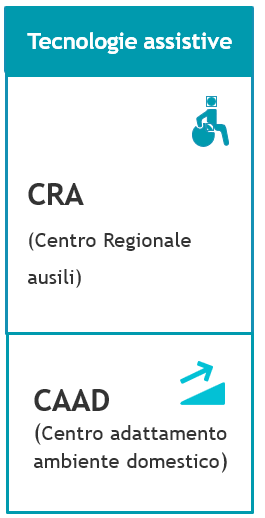 Tecnologie assistive
CRA
(Centro Regionale
ausili)
CAAD
(Centro adattamento
ambiente domestico)